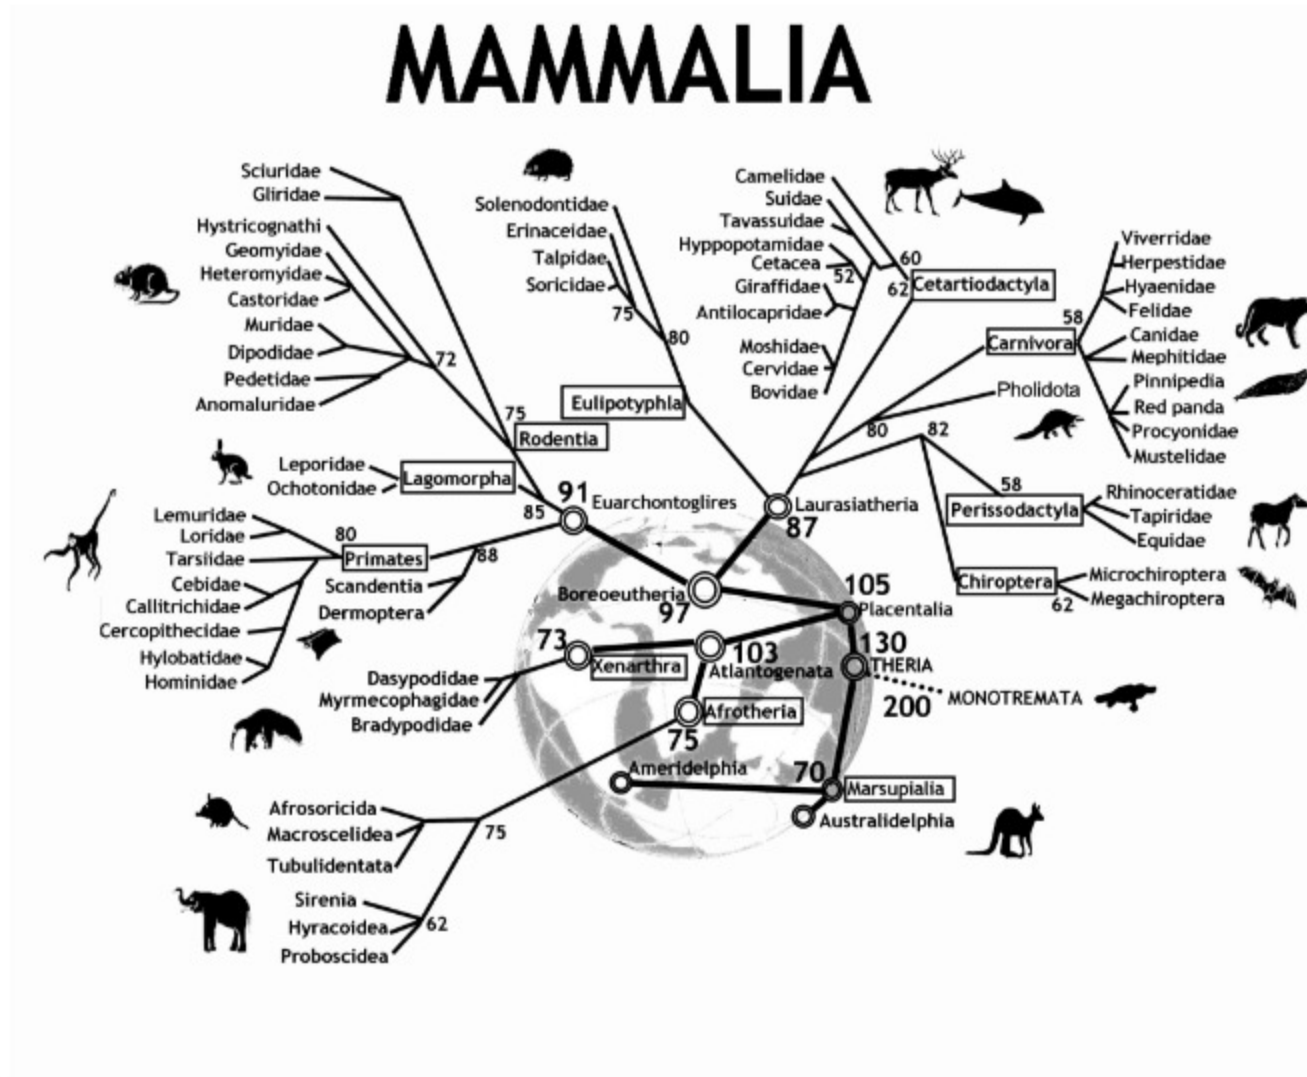 MAMMALIA
Sciuridae
Gliridae
Hystricognathi
Geomyidae
Heteromyidae
Castoridae
Muridae
Dipodidae
Pedetidae
Anomaluridae
72
75
Rodentia
Solenodontidae
Erinaceidae
Talpidae
Soricidae
75
80
Eulipotyphla
Camelidae
Suidae
Tavassuidae
Hyppopotamidae
Cetacea
Giraffidae
Antilocapridae
Moshidae
Cervidae
Bovidae
52
60
62
Cetartiodactyla
Viverridae
Herpestidae
Hyaenidae
Felidae
Canidae
Mephitidae
Pinnipedia
Red panda
Procyonidae
Mustelidae
58
Carnivora
Pholidota
80
82
58
Perissodactyla
Rhinoceratidae
Tapiridae
Equidae
Chiroptera
62
Microchiroptera
Megachiroptera
Leporidae
Ochotonidae
Lagomorpha
85
91
Euarchontoglires
Laurasiatheria
87
Lemuridae
Loridae
Tarsiidae
Cebidae
Callitrichidae
Cercopithecidae
Hylobatidae
Hominidae
80
Primates
88
Scandentia
Dermoptera
Boreoeutheria
97
105
Placentalia
130
THERIA
200
MONOTREMATA
73
Xenarthra
103
Atlantogenata
Dasypodidae
Myrmecophagidae
Bradypodidae
Afrotheria
75
Ameridelphia
70
Marsupialia
Australidelphia
Afrosoricida
Macroscelidea
Tubulidentata
75
Sirenia
Hyracoidea
Proboscidea
62